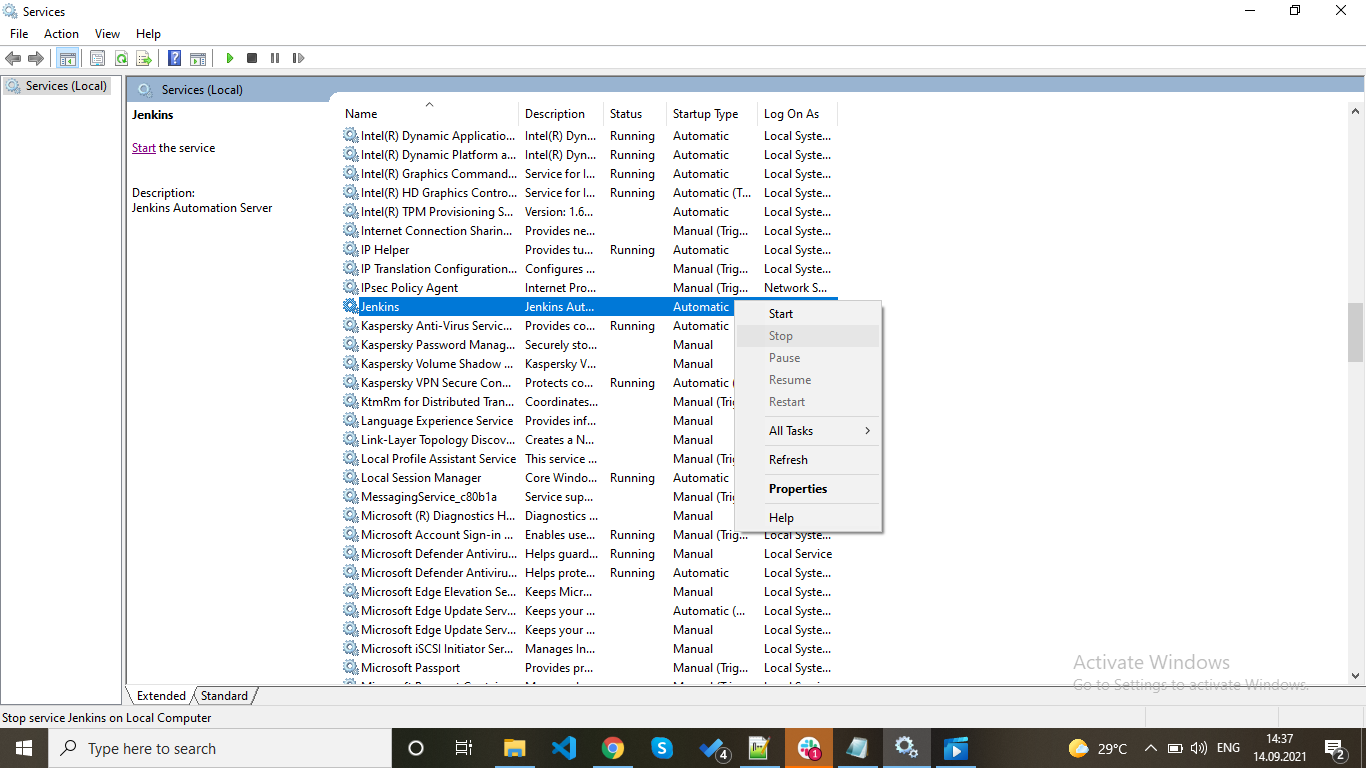 Services
File Action View Help
Services (Local)
Services (Local)
Jenkins
Start the service
Description:
Jenkins Automation Server
Name Description Status Startup Type Log On As
Intel(R) Dynamic Applicatio... Intel(R) Dyn... Running Automatic Local Syste...
Intel(R) Dynamic Platform a... Intel(R) Dyn... Running Automatic Local Syste...
Intel(R) Graphics Command... Service for I... Running Automatic Local Syste...
Intel(R) HD Graphics Contro... Service for I... Running Automatic (T... Local Syste...
Intel(R) TPM Provisioning S... Version: 1.6... Automatic Local Syste...
Internet Connection Sharin... Provides ne... Manual (Trig... Local Syste...
IP Helper Provides tu... Running Automatic Local Syste...
IP Translation Configuration... Configures ... Manual (Trig... Local Syste...
IPsec Policy Agent Internet Pro... Manual (Trig... Network S...
Jenkins Jenkins Aut... Automatic
Kaspersky Anti-Virus Servic... Provides co... Running Automatic
Kaspersky Password Manag... Securely sto... Manual
Kaspersky Volume Shadow ... Kaspersky V... Manual
Kaspersky VPN Secure Con... Protects co... Running Automatic (
KtmRm for Distributed Tran... Coordinates... Manual (Trig
Language Experience Service Provides inf... Manual
Link-Layer Topology Discov... Creates a N... Manual
Local Profile Assistant Service This service ... Manual (Trig
Local Session Manager Core Windo... Running Automatic
MessagingService_c80b1a Service sup... Manual (Trig
Microsoft (R) Diagnostics H... Diagnostics ... Manual
Microsoft Account Sign-in ... Enables use... Running Manual (Trig... Local Syste...
Microsoft Defender Antiviru... Helps guard... Running Manual Local Service
Microsoft Defender Antiviru... Helps prote... Running Automatic Local Syste...
Microsoft Edge Elevation Se... Keeps Micr... Manual Local Syste...
Microsoft Edge Update Serv... Keeps your ... Automatic (... Local Syste...
Microsoft Edge Update Serv... Keeps your ... Manual Local Syste...
Microsoft iSCSI Initiator Ser... Manages In... Manual Local Syste...
Microsoft Passport Provides pr... Manual (Trig... Local Syste...
Start
Stop
Pause
Resume
Restart
All Tasks
Refresh
Properties
Help
Activate Windows
Go to Settings to activate Windows.
Extended Standard
Stop service Jenkins on Local Computer
Type here to search
4
1
29°C
ENG
14:37
14.09.2021
2